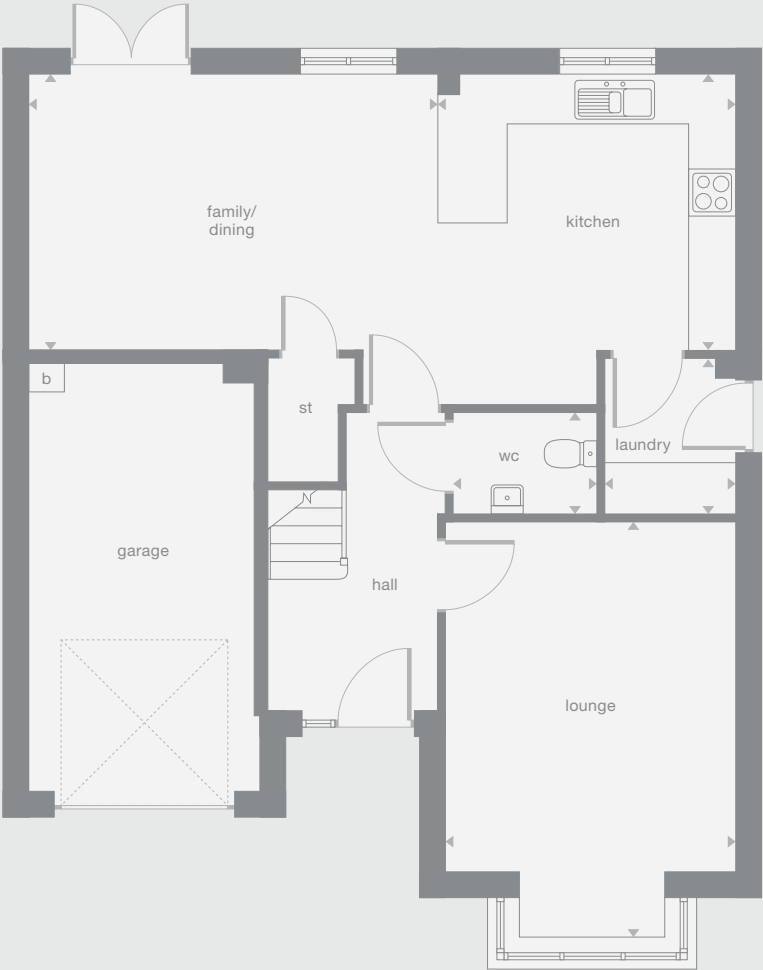 family/
dining
kitchen
b
st
wc
laundry
garage
hall
lounge